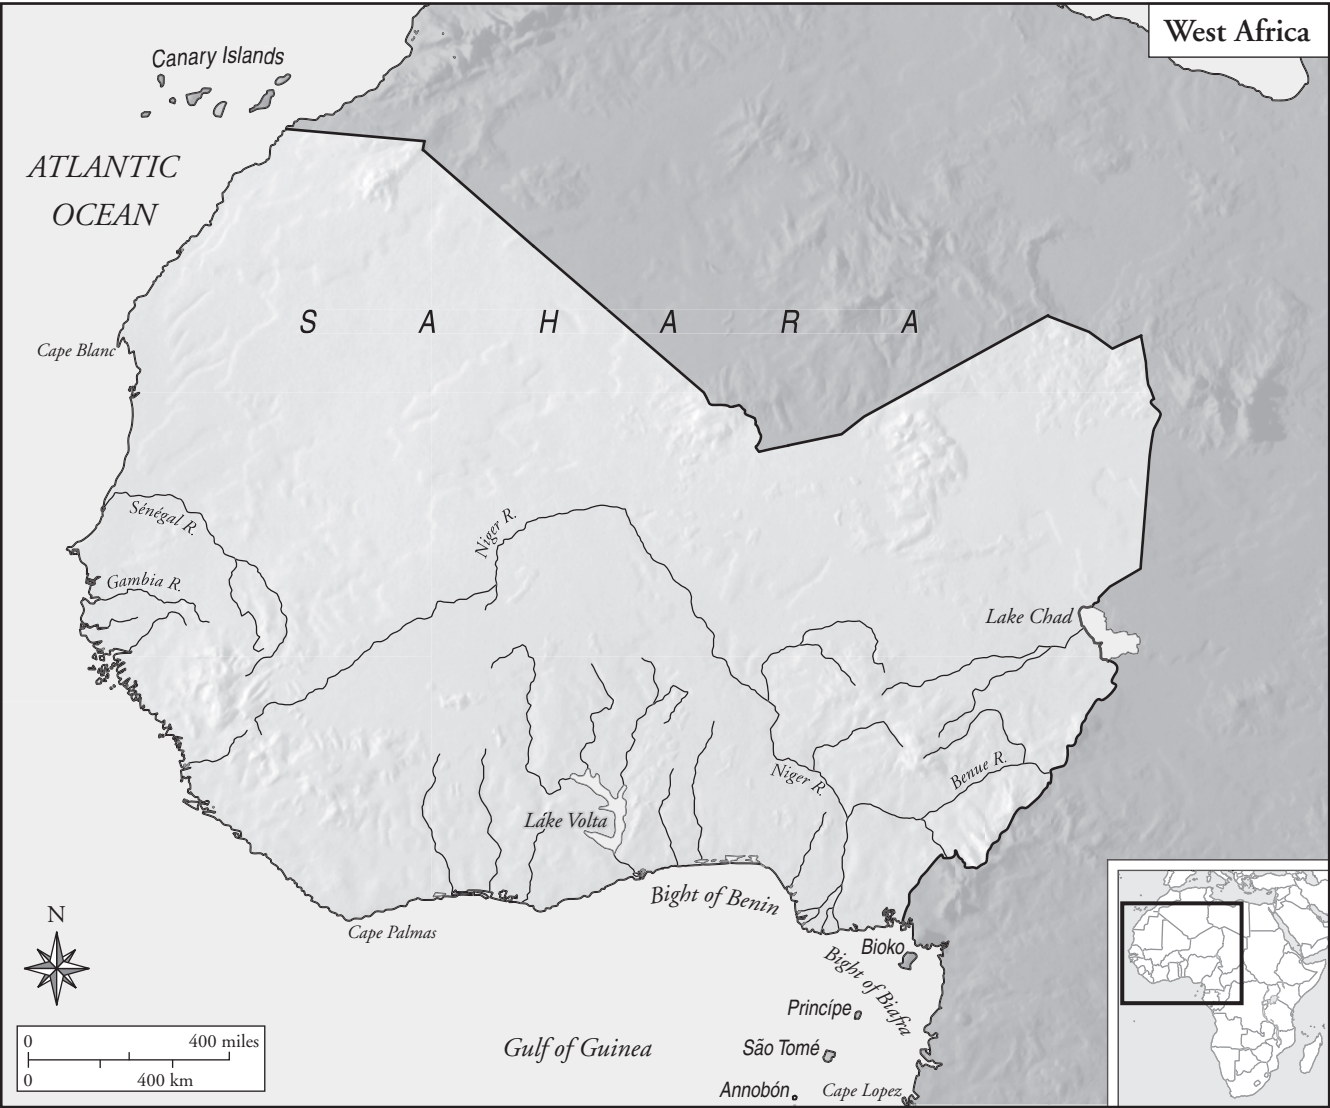 West Africa
Canary Islands
ATLANTIC
OCEAN
S A H A R A
Cape Blanc
Sénégal R.
Niger R.
Gambia R.
Lake Chad
Niger R.
Benue R.
Lake Volta
Bight of Benin
Cape Palmas
N
Bioko
Bight of Biafra
Princípe
0 400 miles
0 400 km
Gulf of Guinea
São Tomé
Annobón
Cape Lopez